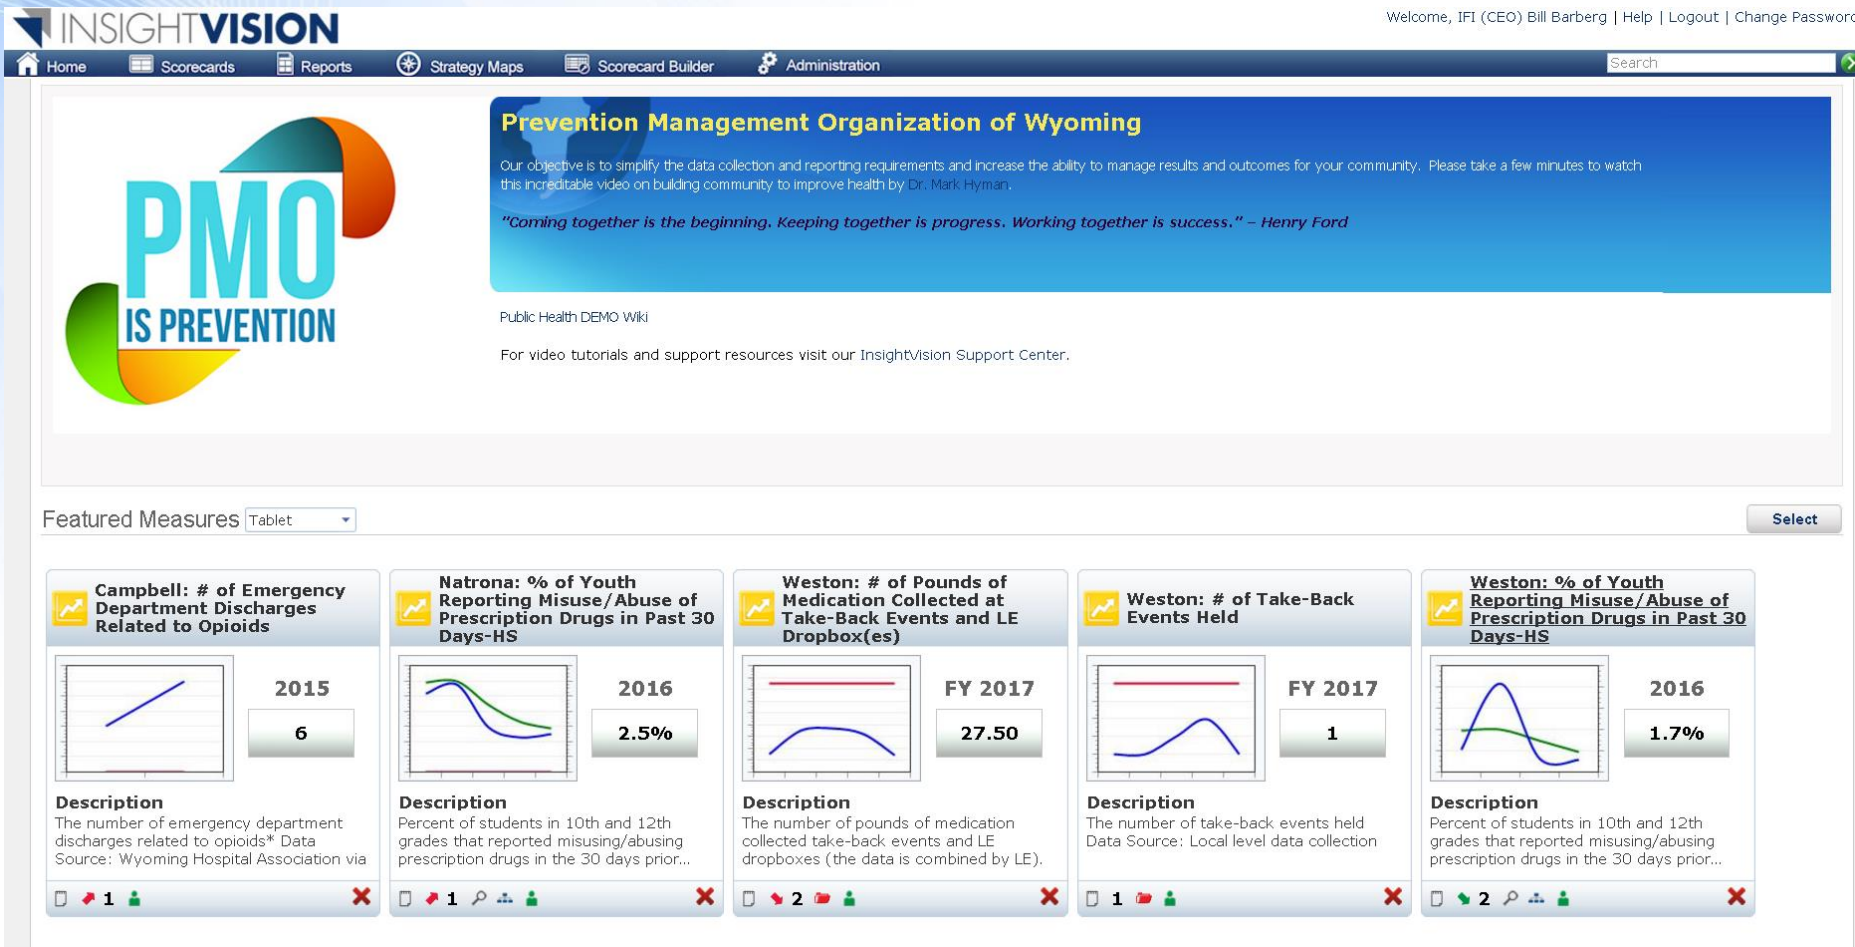 INSIGHTVISION
Welcome, IFI (CEO) Bill Barberg | Help | Logout | Change Password
Home Scorecards Reports Strategy Maps Scorecard Builder Administration
Search
PMO
IS PREVENTION
Prevention Management Organization of Wyoming
Our objective is to simplify the data collection and reporting requirements and increase the ability to manage results and outcomes for your community. Please take a few minutes to watch
this increditable video on building community to improve health by Dr. Mark Hyman.
"Coming together is the beginning. Keeping together is progress. Working together is success." – Henry Ford
Public Health DEMO Wiki
For video tutorials and support resources visit our InsightVision Support Center.
Featured Measures Tablet
Select
Campbell: # of Emergency
Department Discharges
Related to Opioids
2015
6
Description
The number of emergency department
discharges related to opioids* Data
Source: Wyoming Hospital Association via
1
Natrona: % of Youth
Reporting Misuse/Abuse of
Prescription Drugs in Past 30
Days-HS
2016
2.5%
Description
Percent of students in 10th and 12th
grades that reported misusing/abusing
prescription drugs in the 30 days prior...
1
Weston: # of Pounds of
Medication Collected at
Take-Back Events and LE
Dropbox(es)
FY 2017
27.50
Description
The number of pounds of medication
collected take-back events and LE
dropboxes (the data is combined by LE).
2
Weston: # of Take-Back
Events Held
FY 2017
1
Description
The number of take-back events held
Data Source: Local level data collection
1
Weston: % of Youth
Reporting Misuse/Abuse of
Prescription Drugs in Past 30
Days-HS
2016
1.7%
Description
Percent of students in 10th and 12th
grades that reported misusing/abusing
prescription drugs in the 30 days prior...
2